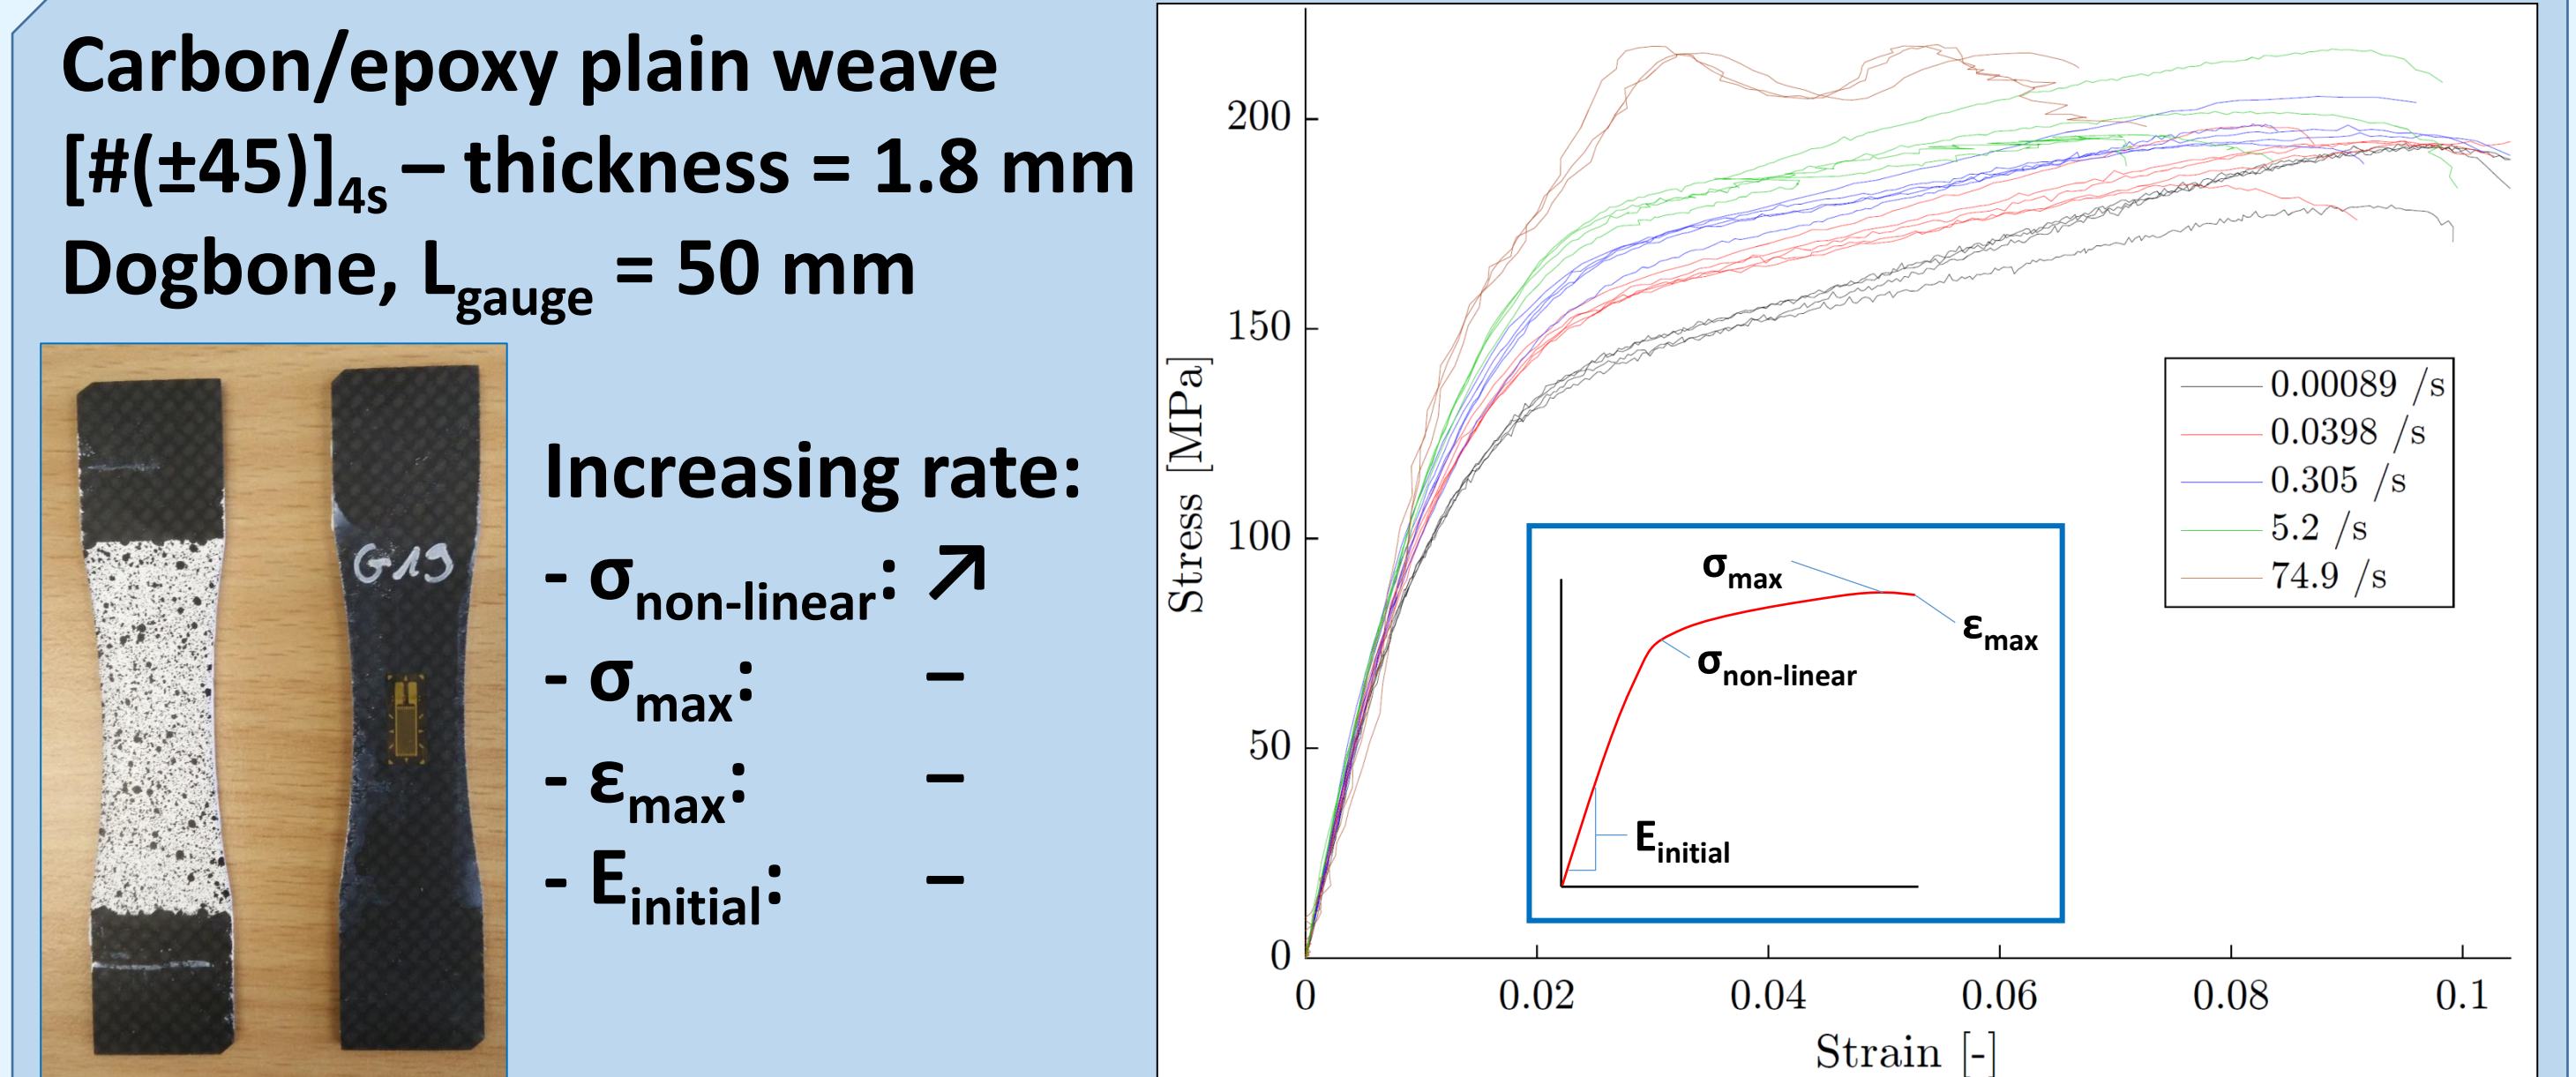 Carbon/epoxy plain weave
[#(±45)]4s – thickness = 1.8 mm
Dogbone, Lgauge = 50 mm
G19
Increasing rate:
- σnon-linear: ↗
- σmax: –
- εmax: –
- Einitial: –
Stress [MPa]
200
150
100
50
0
0 0.02 0.04 0.06 0.08 0.1
Strain [-]
0.00089 /s
0.0398 /s
0.305 /s
5.2 /s
74.9 /s
σmax
εmax
σnon-linear
Einitial